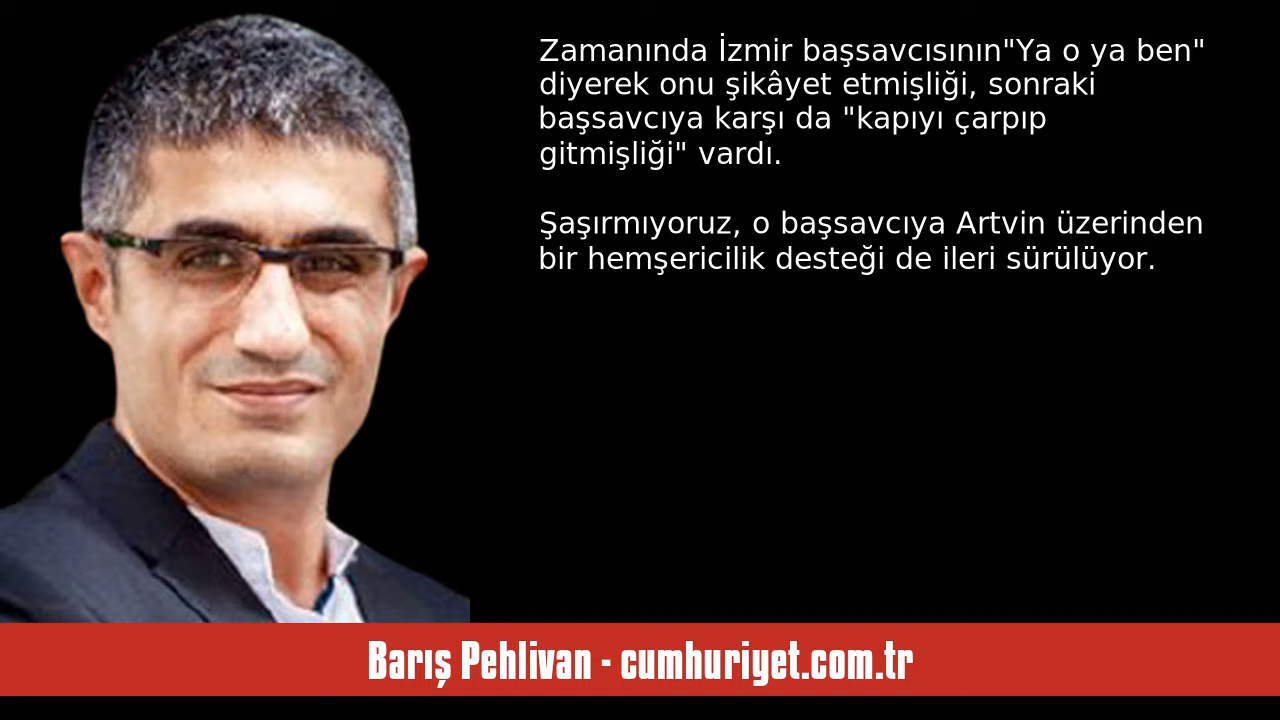 Zamanında İzmir başsavcısının"Ya o ya ben"
diyerek onu şikâyet etmişliği, sonraki
başsavcıya karşı da "kapıyı çarpıp
gitmişliği" vardı.
Şaşırmıyoruz, o başsavcıya Artvin üzerinden
bir hemşericilik desteği de ileri sürülüyor.
Barış Pehlivan - cumhuriyet.com.tr